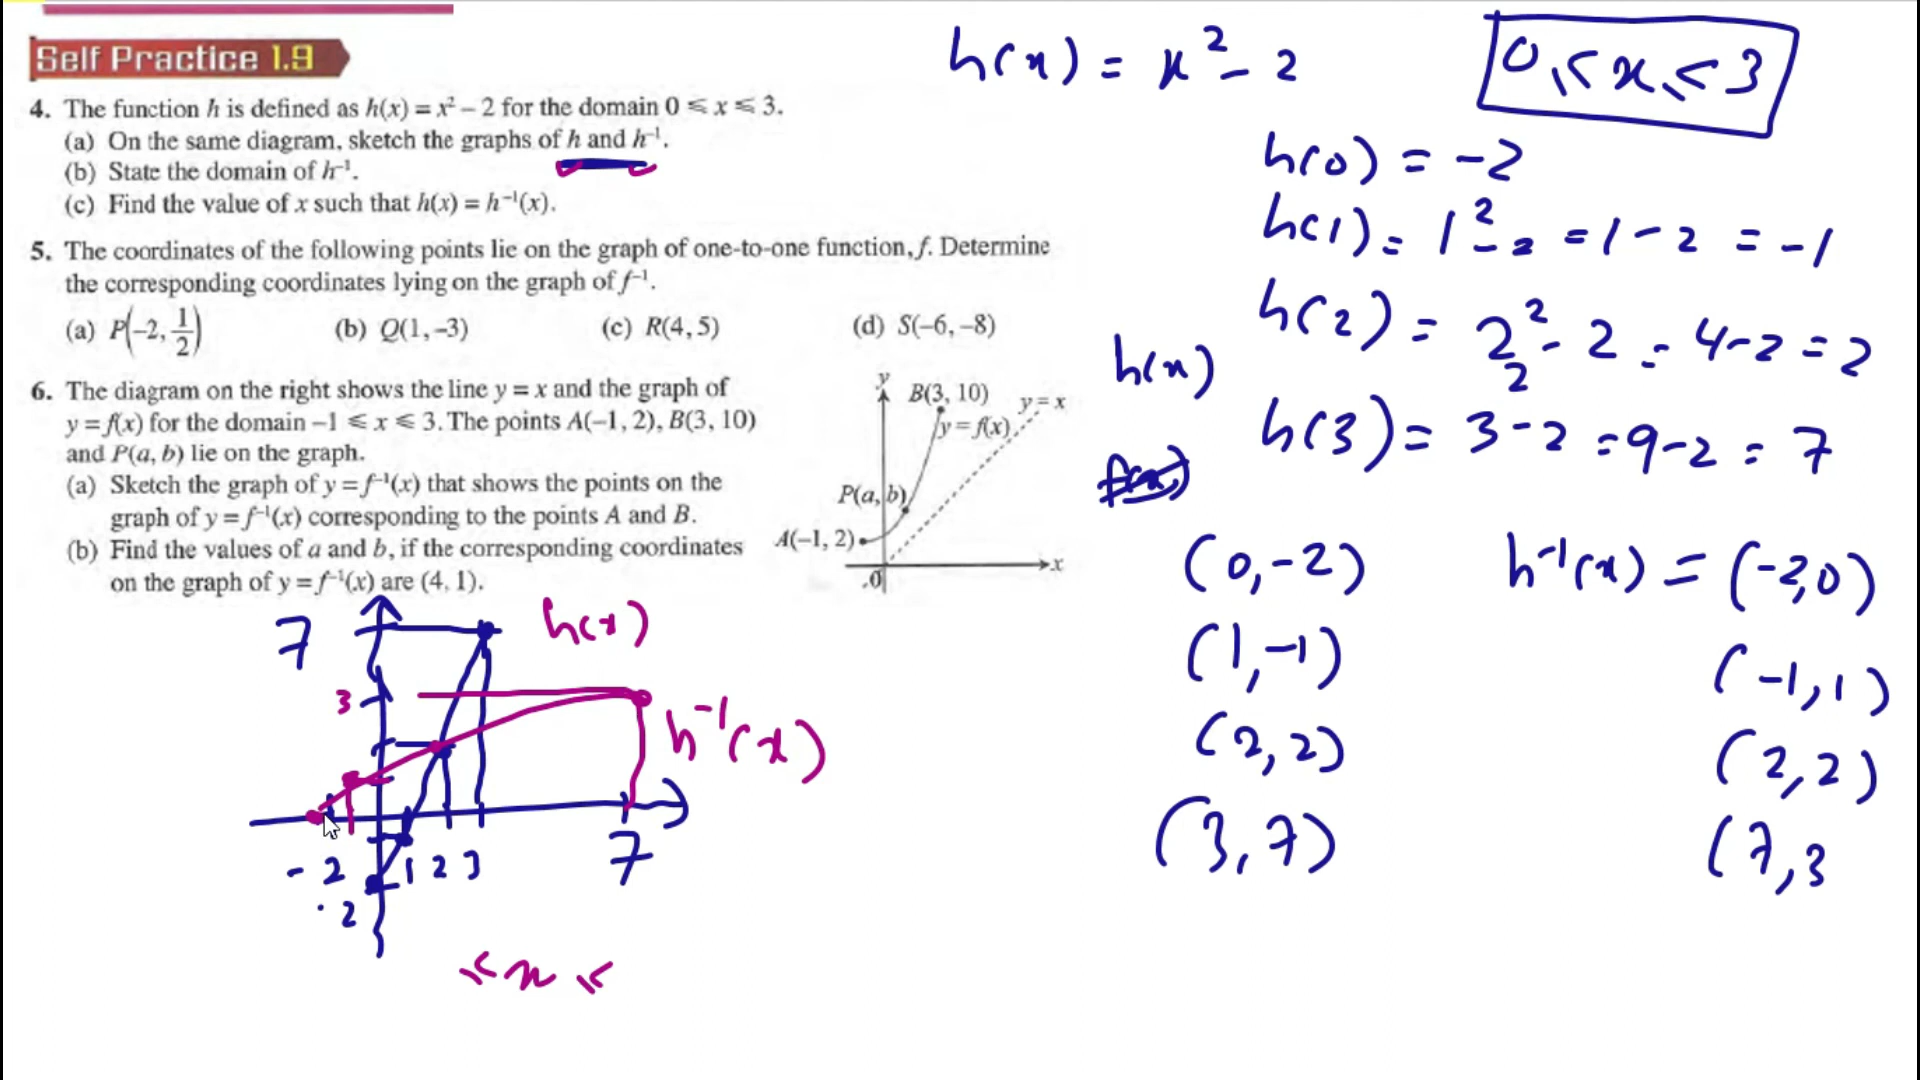 Self Practice 1.9
4. The function h is defined as h(x) = x² – 2 for the domain 0 ⩽ x ⩽ 3.
(a) On the same diagram, sketch the graphs of h and h⁻¹.
(b) State the domain of h⁻¹.
(c) Find the value of x such that h(x) = h⁻¹(x).
5. The coordinates of the following points lie on the graph of one-to-one function, f. Determine
the corresponding coordinates lying on the graph of f⁻¹.
(a) P(–2, 1/2) (b) Q(1, –3) (c) R(4, 5) (d) S(–6, –8)
6. The diagram on the right shows the line y = x and the graph of
y = f(x) for the domain –1 ⩽ x ⩽ 3. The points A(–1, 2), B(3, 10)
and P(a, b) lie on the graph.
(a) Sketch the graph of y = f⁻¹(x) that shows the points on the
graph of y = f⁻¹(x) corresponding to the points A and B.
(b) Find the values of a and b, if the corresponding coordinates
on the graph of y = f⁻¹(x) are (4, 1).
y
B(3, 10)
y = x
y = f(x)
P(a, b)
A(–1, 2)
0
x
h(x) = x² - 2
0 ⩽ x ⩽ 3
h(0) = -2
h(1) = 1² - 2 = 1 - 2 = -1
h(2) = 2² - 2 = 4 - 2 = 2
h(x)
h(3) = 3² - 2 = 9 - 2 = 7
(0, -2) h⁻¹(x) = (-2, 0)
(1, -1) (-1, 1)
(2, 2) (2, 2)
(3, 7) (7, 3
7
h(x)
3
h⁻¹(x)
- 2 1 2 3 7
- 2
⩽ x ⩽